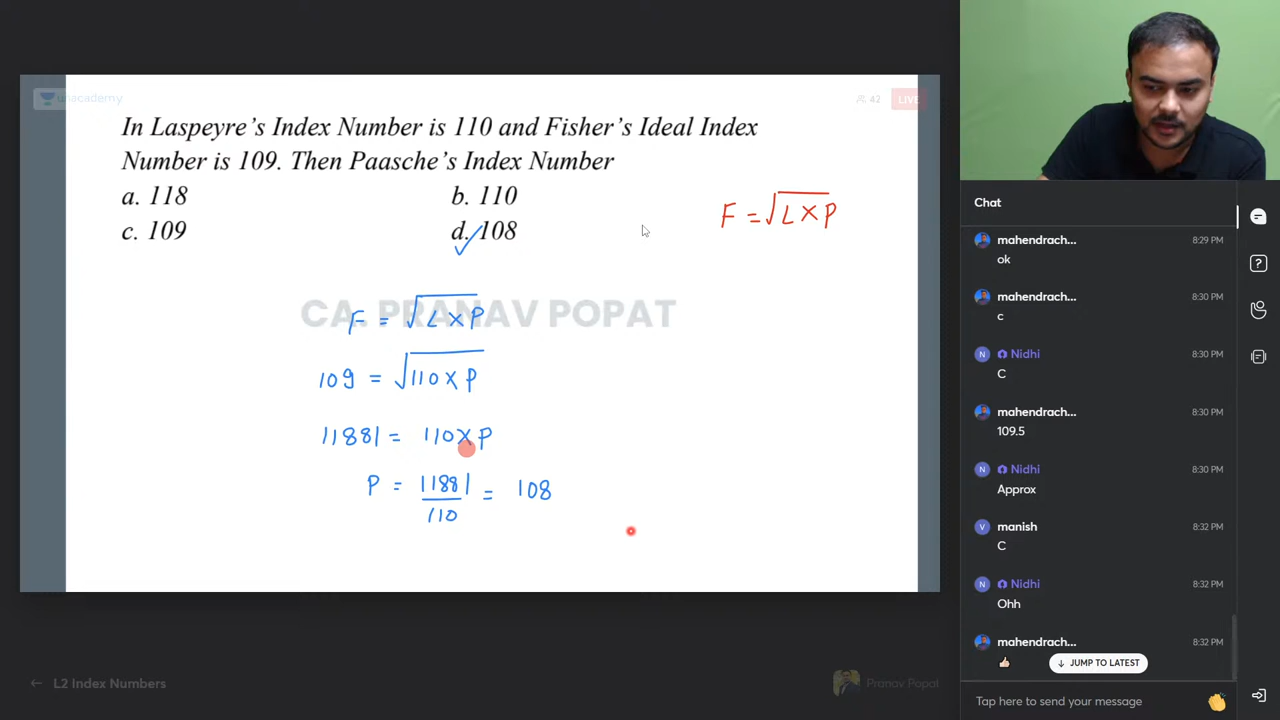 unacademy
42
LIVE
In Laspeyre’s Index Number is 110 and Fisher’s Ideal Index
Number is 109. Then Paasche’s Index Number
a. 118
b. 110
c. 109
d. 108
F = √L X P
CA. PRANAV POPAT
F = √L X P
109 = √110 X P
11881 = 110 X P
P = 11881/110 = 108
L2 Index Numbers
Pranav Popat
Chat
mahendrach... 8:29 PM
ok
mahendrach... 8:30 PM
c
N Nidhi 8:30 PM
C
mahendrach... 8:30 PM
109.5
N Nidhi 8:30 PM
Approx
V manish 8:32 PM
C
N Nidhi 8:32 PM
Ohh
mahendrach... 8:32 PM
JUMP TO LATEST
Tap here to send your message